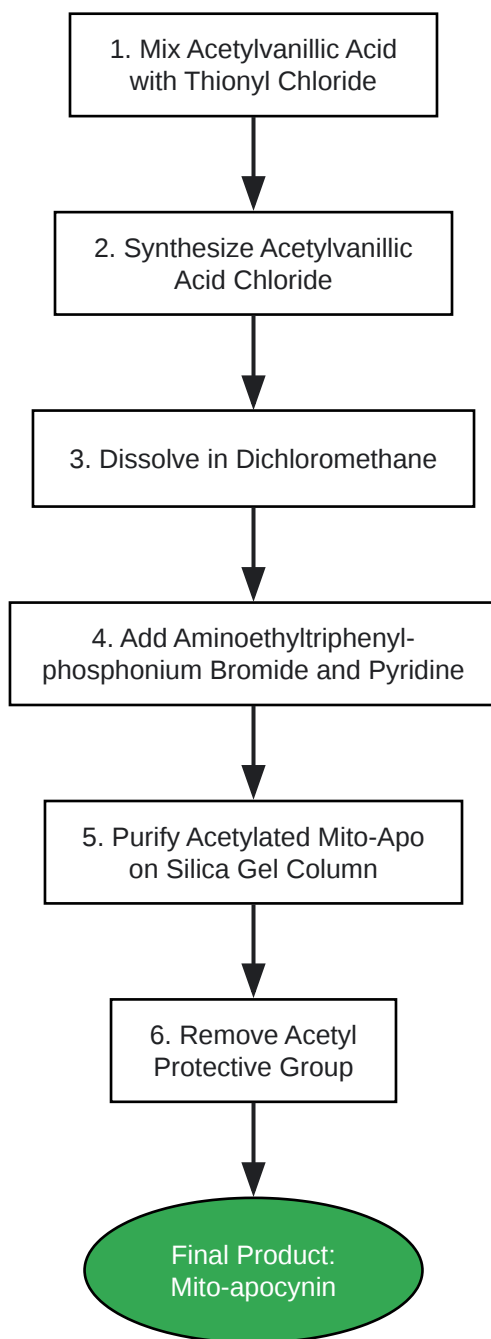 1. Mix Acetylvanillic Acid
with Thionyl Chloride
2. Synthesize Acetylvanillic
Acid Chloride
3. Dissolve in Dichloromethane
4. Add Aminoethyltriphenyl-
phosphonium Bromide and Pyridine
5. Purify Acetylated Mito-Apo
on Silica Gel Column
6. Remove Acetyl
Protective Group
Final Product:
Mito-apocynin